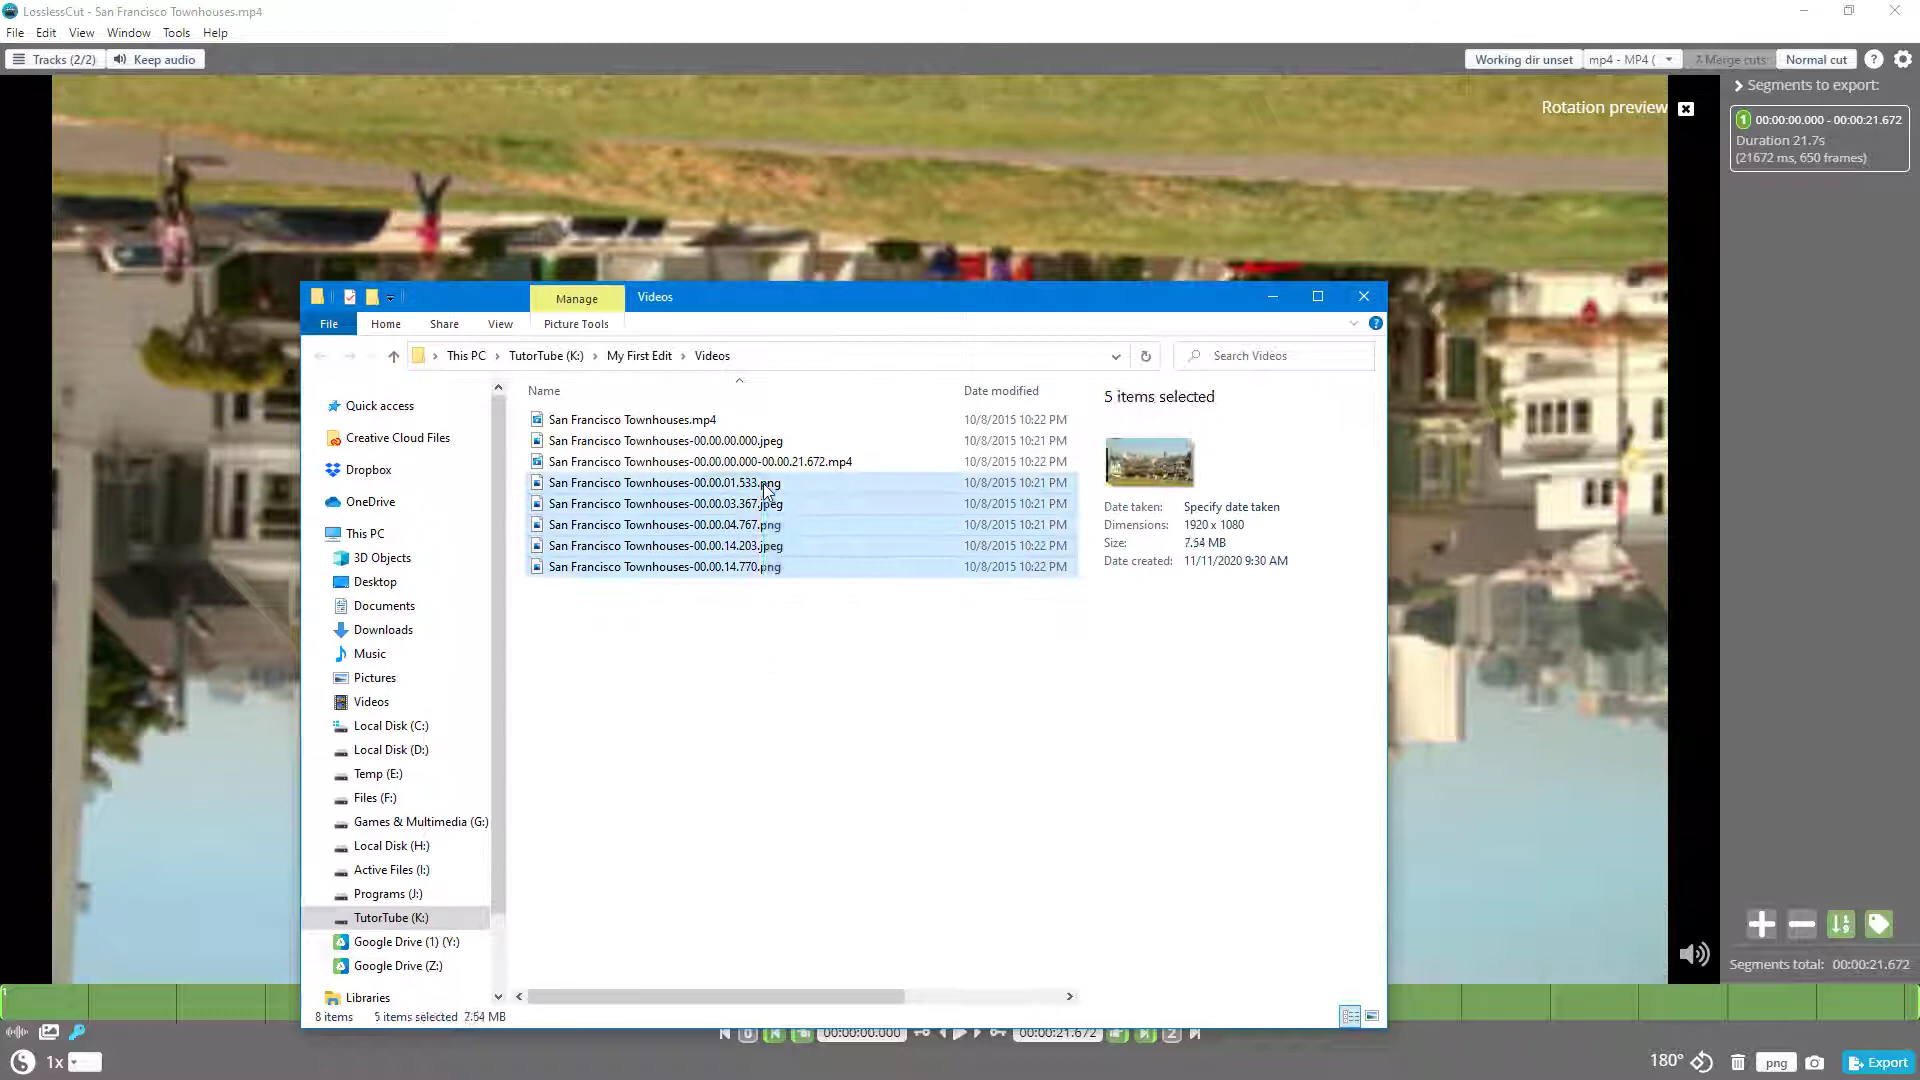 LosslessCut - San Francisco Townhouses.mp4
File Edit View Window Tools Help
Tracks (2/2) Keep audio Working dir unset mp4 - MP4 ( Merge cuts Normal cut ?
Segments to export:
Rotation preview
1 00:00:00.000 - 00:00:21.672
Duration 21.7s
(21672 ms, 650 frames)
Manage Videos
File Home Share View Picture Tools
This PC TutorTube (K:) My First Edit Videos Search Videos
Name Date modified
5 items selected
San Francisco Townhouses.mp4 10/8/2015 10:22 PM
San Francisco Townhouses-00.00.00.000.jpeg 10/8/2015 10:21 PM
San Francisco Townhouses-00.00.00.000-00.00.21.672.mp4 10/8/2015 10:22 PM
San Francisco Townhouses-00.00.01.533.png 10/8/2015 10:21 PM
San Francisco Townhouses-00.00.03.367.jpeg 10/8/2015 10:21 PM
San Francisco Townhouses-00.00.04.767.png 10/8/2015 10:21 PM
San Francisco Townhouses-00.00.14.203.jpeg 10/8/2015 10:22 PM
San Francisco Townhouses-00.00.14.770.png 10/8/2015 10:22 PM
Date taken: Specify date taken
Dimensions: 1920 x 1080
Size: 7.54 MB
Date created: 11/11/2020 9:30 AM
Quick access
Creative Cloud Files
Dropbox
OneDrive
This PC
3D Objects
Desktop
Documents
Downloads
Music
Pictures
Videos
Local Disk (C:)
Local Disk (D:)
Temp (E:)
Files (F:)
Games & Multimedia (G:)
Local Disk (H:)
Active Files (I:)
Programs (J:)
TutorTube (K:)
Google Drive (1) (Y:)
Google Drive (Z:)
Libraries
8 items 5 items selected 7.54 MB
Segments total: 00:00:21.672
1
0 00:00:00.000 00:00:21.672 Z
1x 180° png Export